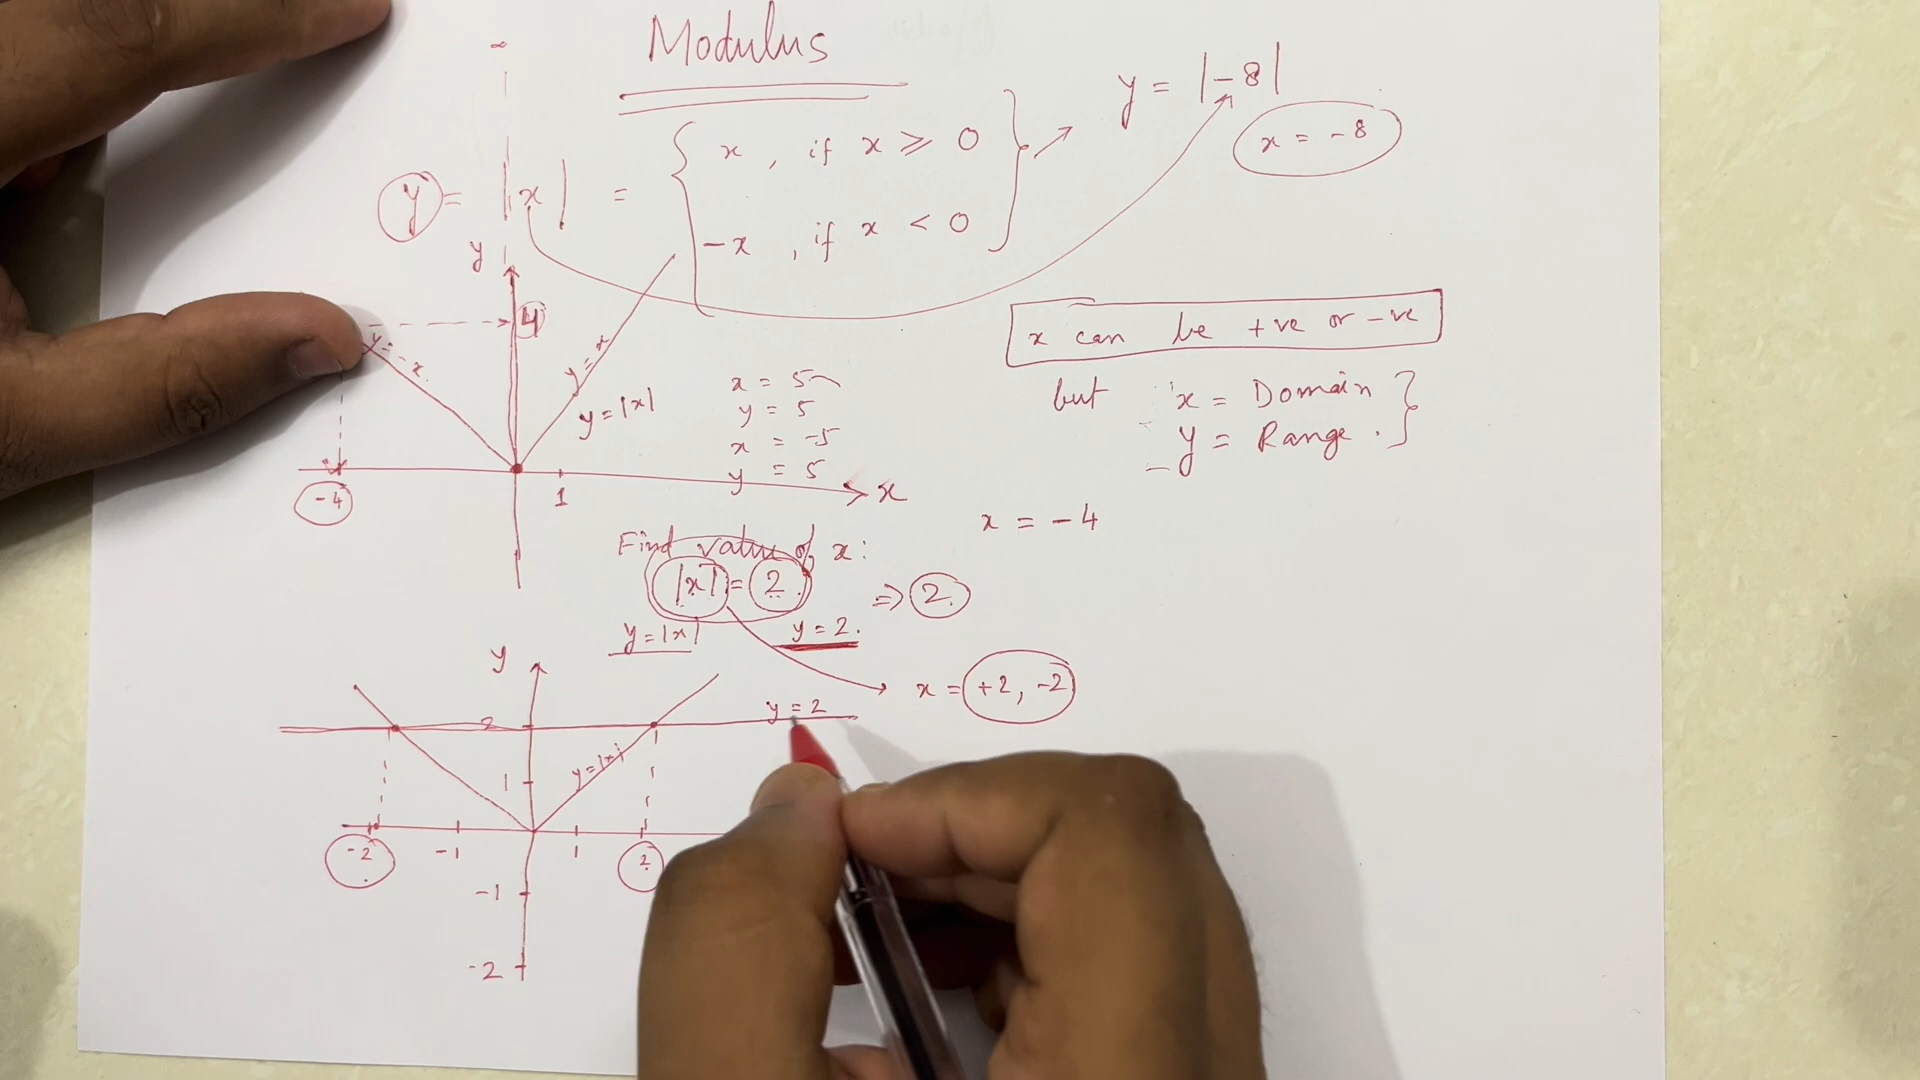 ∞
Modulus
y = |-8|
x = -8
y = |x| = { x , if x ⩾ 0
-x , if x < 0 }
y
4
y = -x
y = x
y = |x|
x = 5
y = 5
x = -5
y = 5
-4
1
x
x can be +ve or -ve
but x = Domain
y = Range .
x = -4
Find value of x:
|x| = 2 ⇒ 2.
y = |x| y = 2.
x = +2, -2
y
y = 2
2
1
y = |x|
-2 -1 1 2
-1
-2